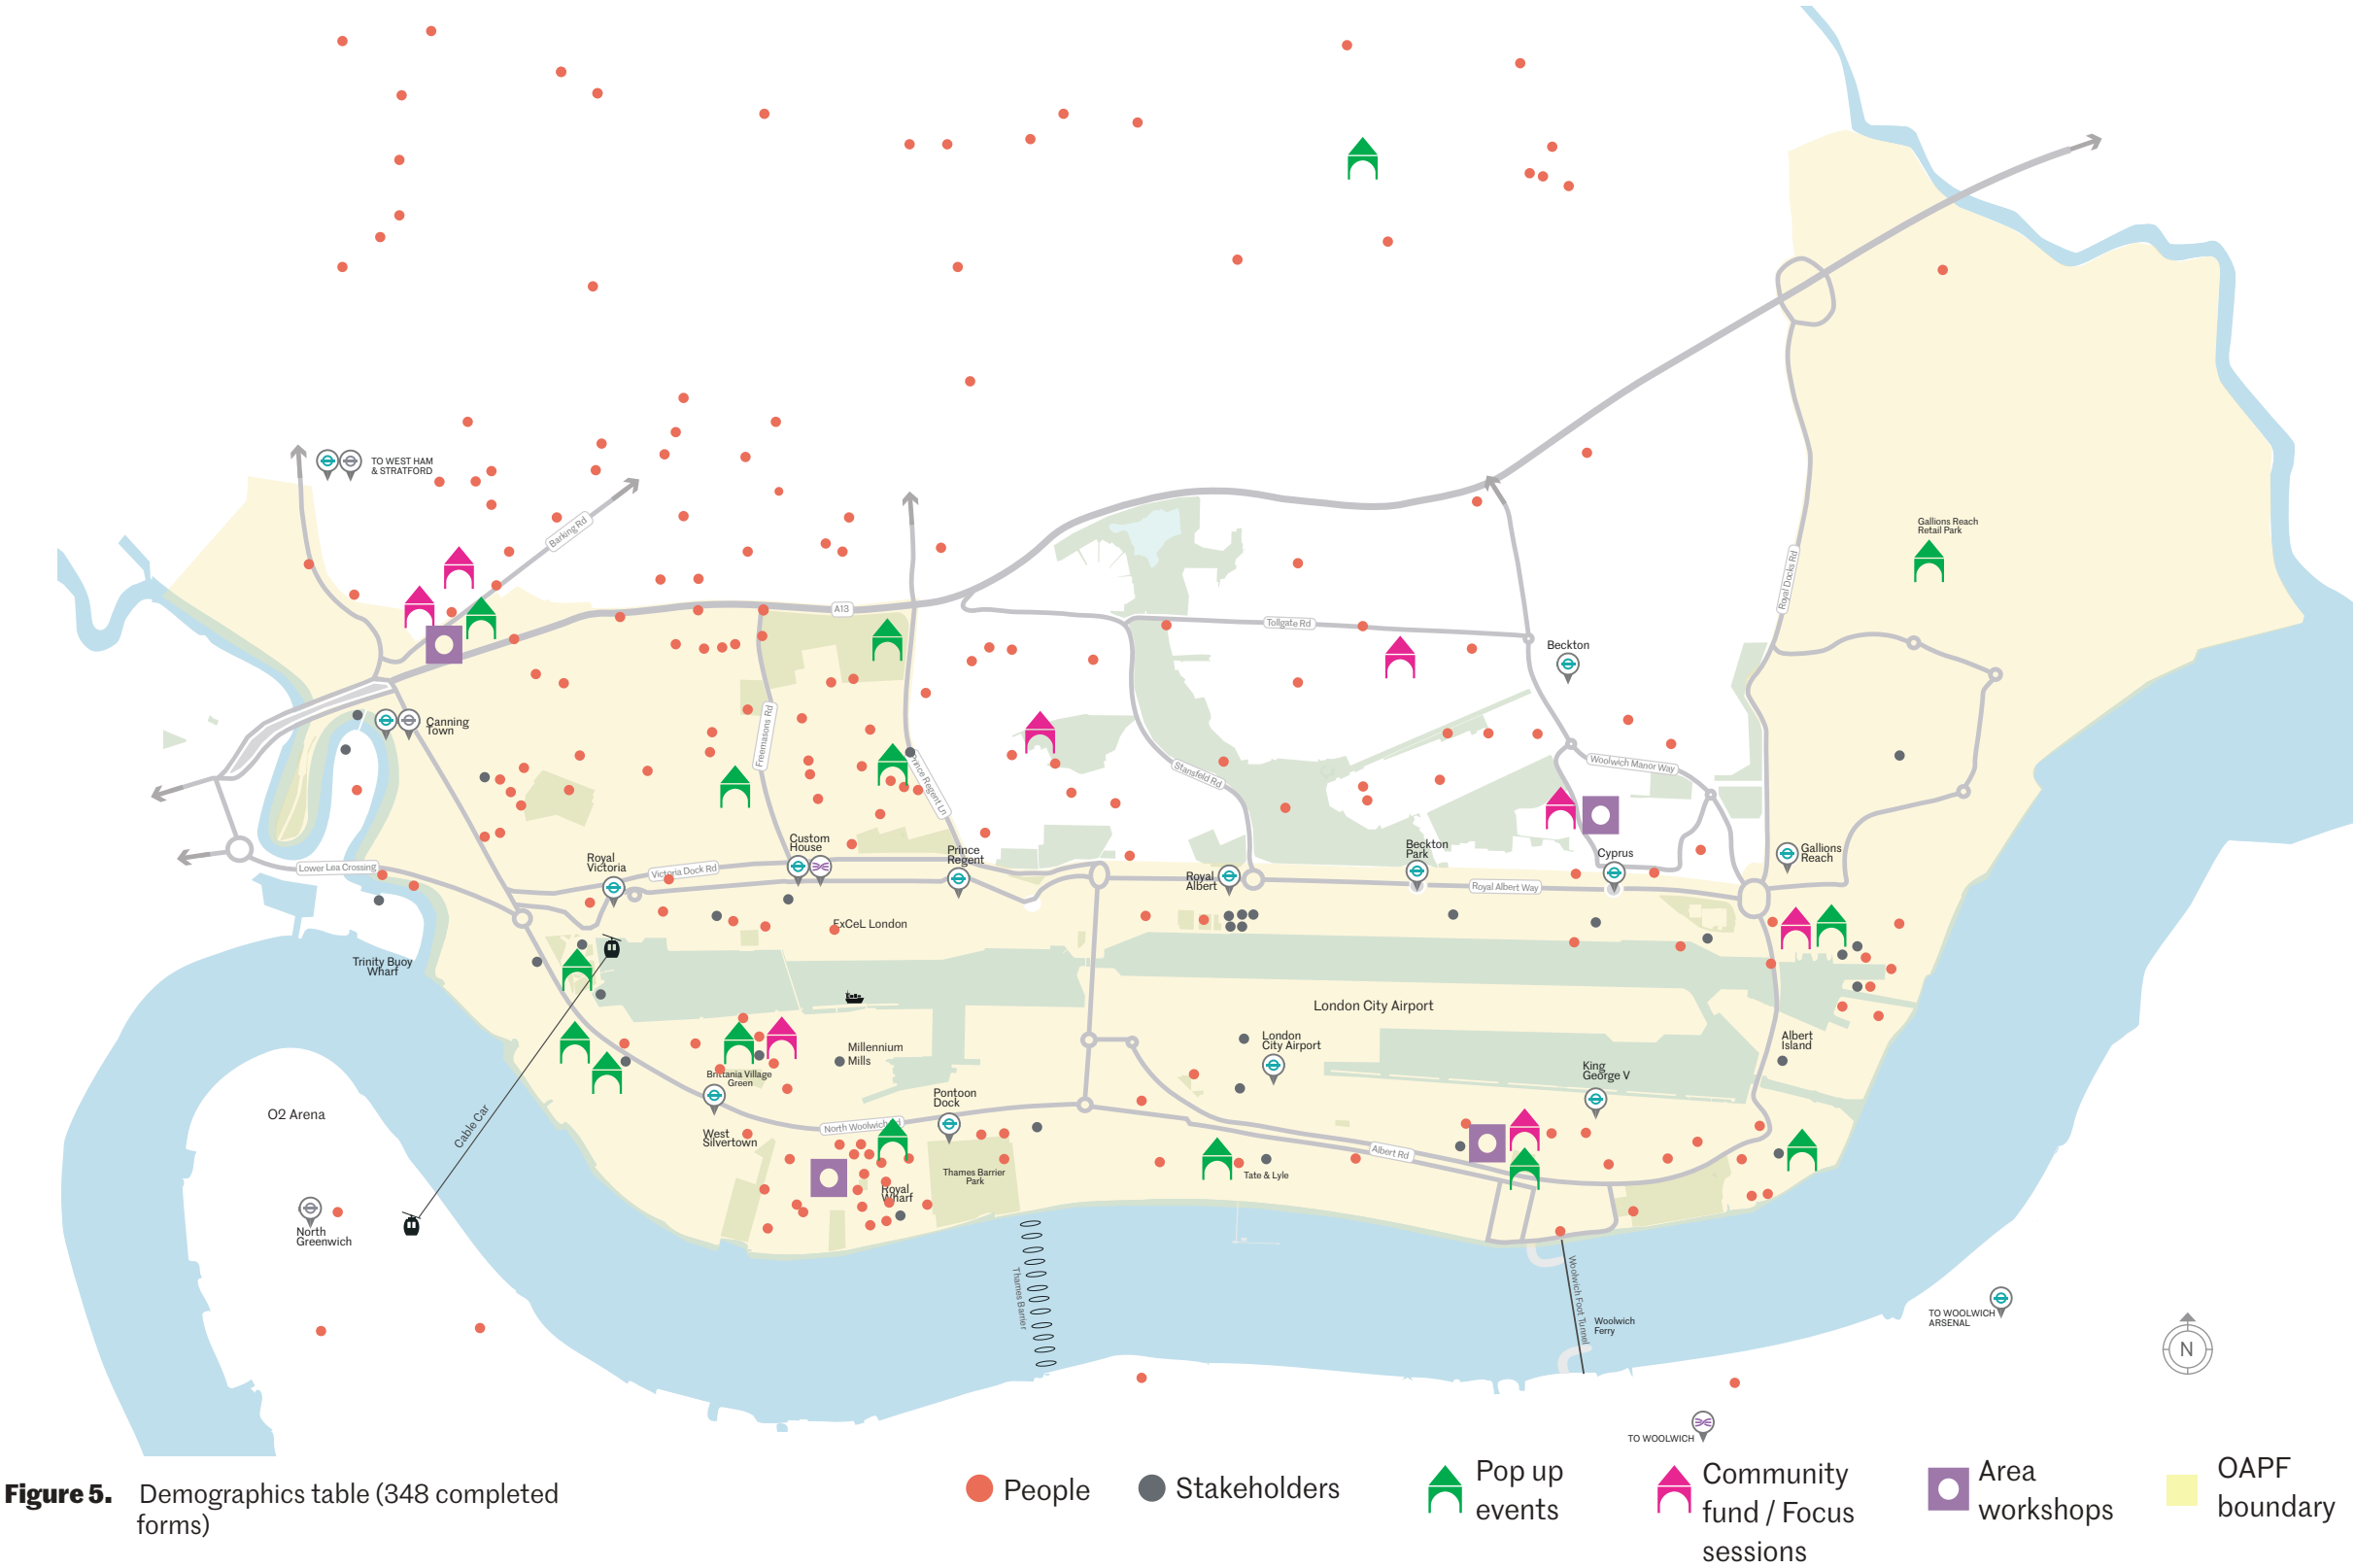 TO WEST HAM
& STRATFORD
Barking Rd
A13
Gallions Reach
Retail Park
Royal Docks Rd
Tollgate Rd
Beckton
Canning
Town
Freemasons Rd
Prince Regent Ln
Stansfeld Rd
Woolwich Manor Way
Lower Lea Crossing
Royal
Victoria
Victoria Dock Rd
Custom
House
Prince
Regent
Royal
Albert
Beckton
Park
Royal Albert Way
Cyprus
Gallions
Reach
ExCeL London
Trinity Buoy
Wharf
London City Airport
London
City Airport
Millennium
Mills
Brittania Village
Green
King
George V
Albert
Island
O2 Arena
Cable Car
Pontoon
Dock
North Woolwich Rd
West
Silvertown
Albert Rd
Thames Barrier
Park
Tate & Lyle
Royal
Wharf
North
Greenwich
Thames Barrier
Woolwich Foot Tunnel
Woolwich
Ferry
TO WOOLWICH
ARSENAL
N
TO WOOLWICH
Figure 5. Demographics table (348 completed
forms)
People
Stakeholders
Pop up
events
Community
fund / Focus
sessions
Area
workshops
OAPF
boundary